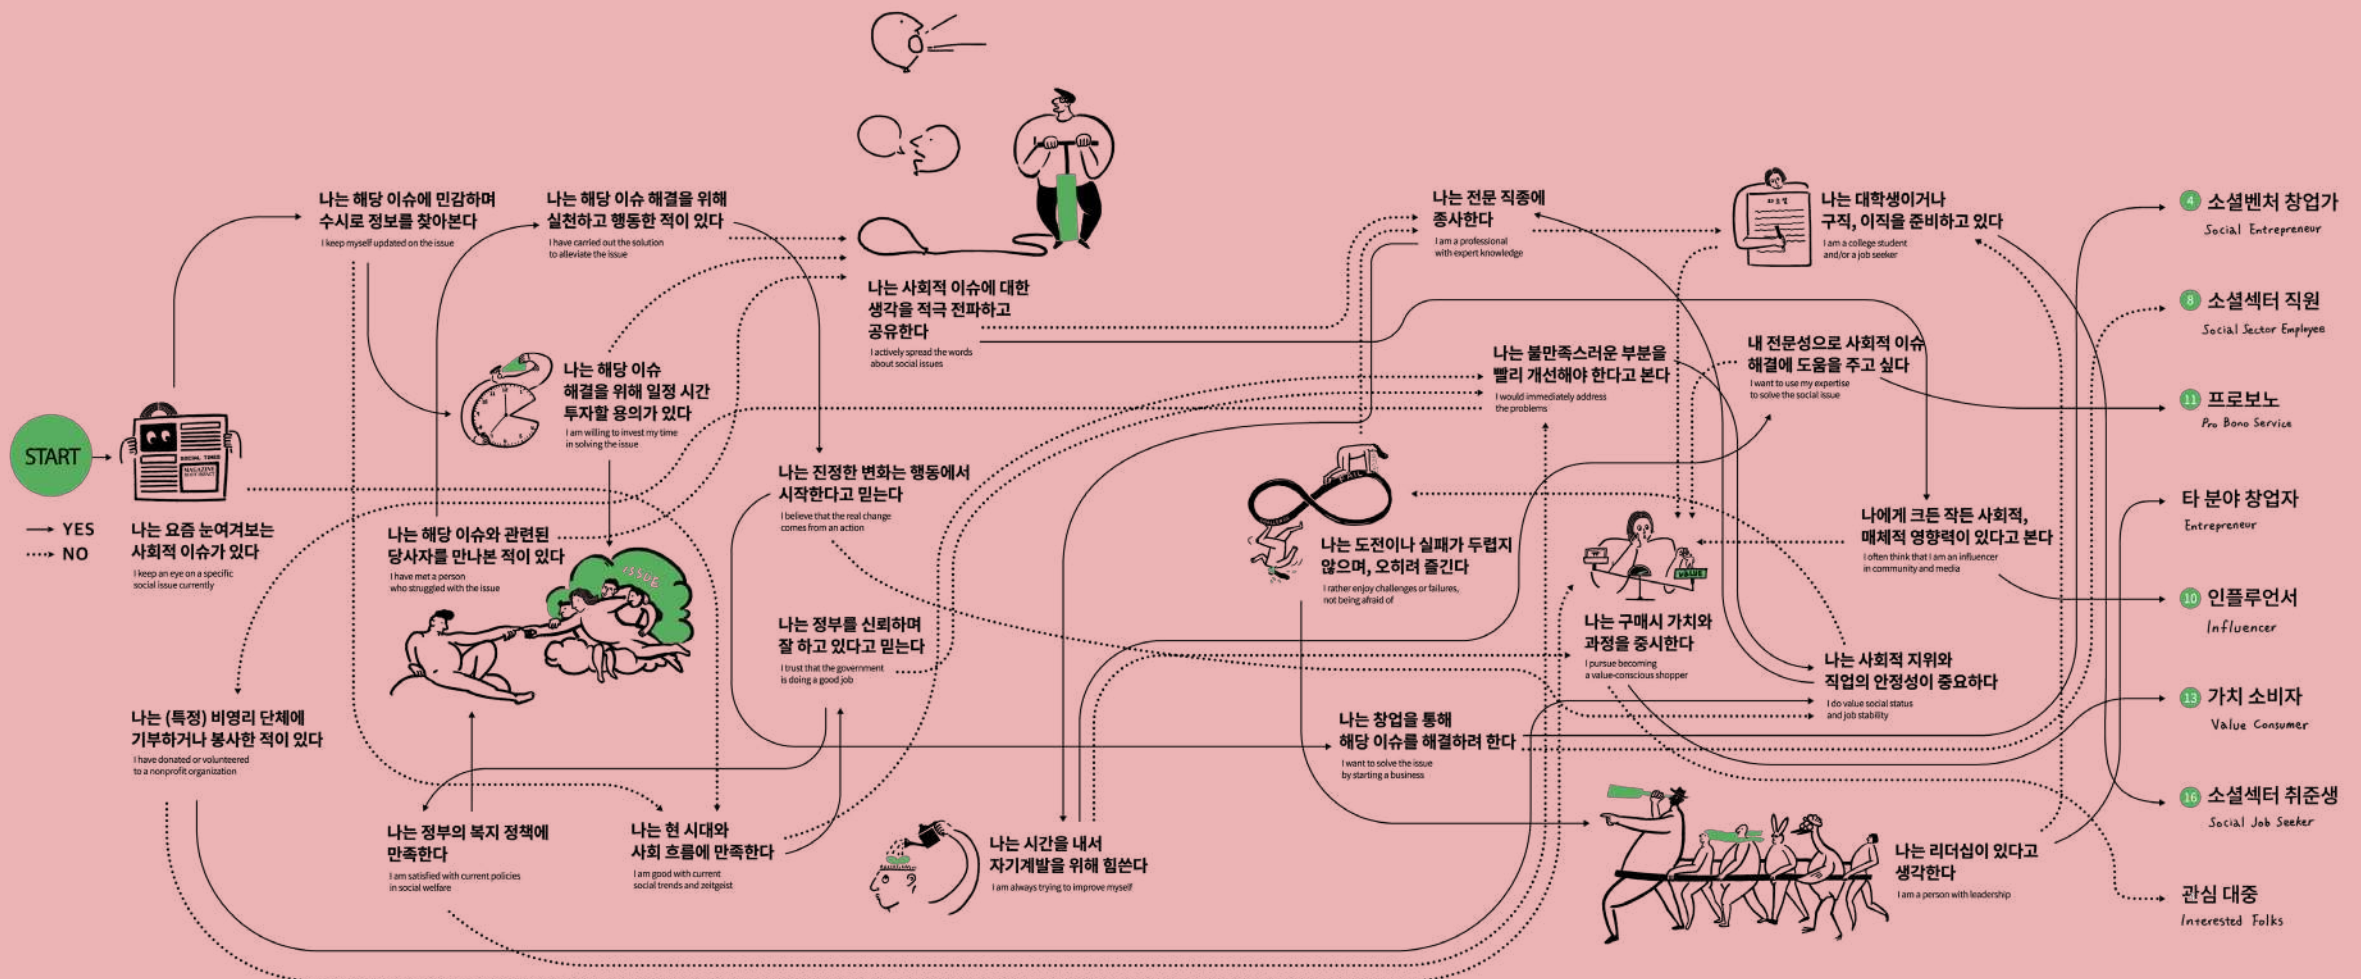 START
YES
NO
SOCIAL TIMES
MAGAZINE
나는 요즘 눈여겨보는
사회적 이슈가 있다
I keep an eye on a specific
social issue currently
나는 해당 이슈에 민감하며
수시로 정보를 찾아본다
I keep myself updated on the issue
나는 해당 이슈 해결을 위해
실천하고 행동한 적이 있다
I have carried out the solution
to alleviate the issue
나는 해당 이슈
해결을 위해 일정 시간
투자할 용의가 있다
I am willing to invest my time
in solving the issue
나는 해당 이슈와 관련된
당사자를 만나본 적이 있다
I have met a person
who struggled with the issue
ISSUE
나는 (특정) 비영리 단체에
기부하거나 봉사한 적이 있다
I have donated or volunteered
to a nonprofit organization
나는 정부의 복지 정책에
만족한다
I am satisfied with current policies
in social welfare
나는 현 시대와
사회 흐름에 만족한다
I am good with current
social trends and zeitgeist
나는 사회적 이슈에 대한
생각을 적극 전파하고
공유한다
I actively spread the words
about social issues
나는 진정한 변화는 행동에서
시작한다고 믿는다
I believe that the real change
comes from an action
나는 정부를 신뢰하며
잘 하고 있다고 믿는다
I trust that the government
is doing a good job
나는 시간을 내서
자기계발을 위해 힘쓴다
I am always trying to improve myself
나는 전문 직종에
종사한다
I am a professional
with expert knowledge
나는 불만족스러운 부분을
빨리 개선해야 한다고 본다
I would immediately address
the problems
FAIL
나는 도전이나 실패가 두렵지
않으며, 오히려 즐긴다
I rather enjoy challenges or failures,
not being afraid of
나는 창업을 통해
해당 이슈를 해결하려 한다
I want to solve the issue
by starting a business
나는 대학생이거나
구직, 이직을 준비하고 있다
I am a college student
and/or a job seeker
내 전문성으로 사회적 이슈
해결에 도움을 주고 싶다
I want to use my expertise
to solve the social issue
나에게 크든 작든 사회적,
매체적 영향력이 있다고 본다
I often think that I am an influencer
in community and media
₩
VALUE
나는 구매시 가치와
과정을 중시한다
I pursue becoming
a value-conscious shopper
나는 사회적 지위와
직업의 안정성이 중요하다
I do value social status
and job stability
나는 리더십이 있다고
생각한다
I am a person with leadership
4 소셜벤처 창업가
Social Entrepreneur
8 소셜섹터 직원
Social Sector Employee
11 프로보노
Pro Bono Service
타 분야 창업자
Entrepreneur
10 인플루언서
Influencer
13 가치 소비자
Value Consumer
16 소셜섹터 취준생
Social Job Seeker
관심 대중
Interested Folks